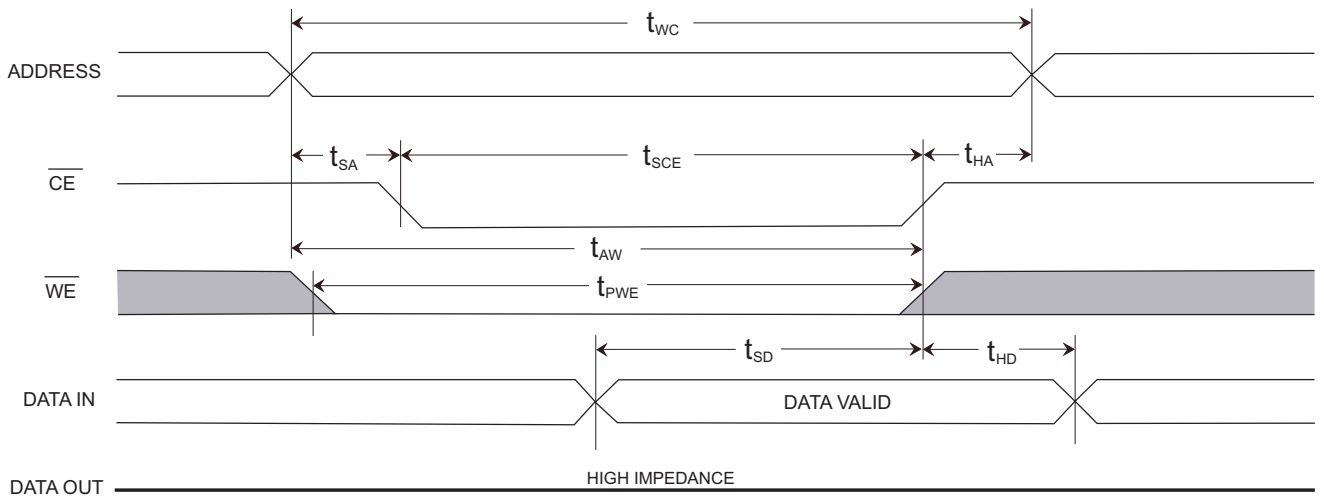 tWC
ADDRESS
tSA
tSCE
tHA
CE
tAW
WE
tPWE
tSD
tHD
DATA IN
DATA VALID
DATA OUT
HIGH IMPEDANCE